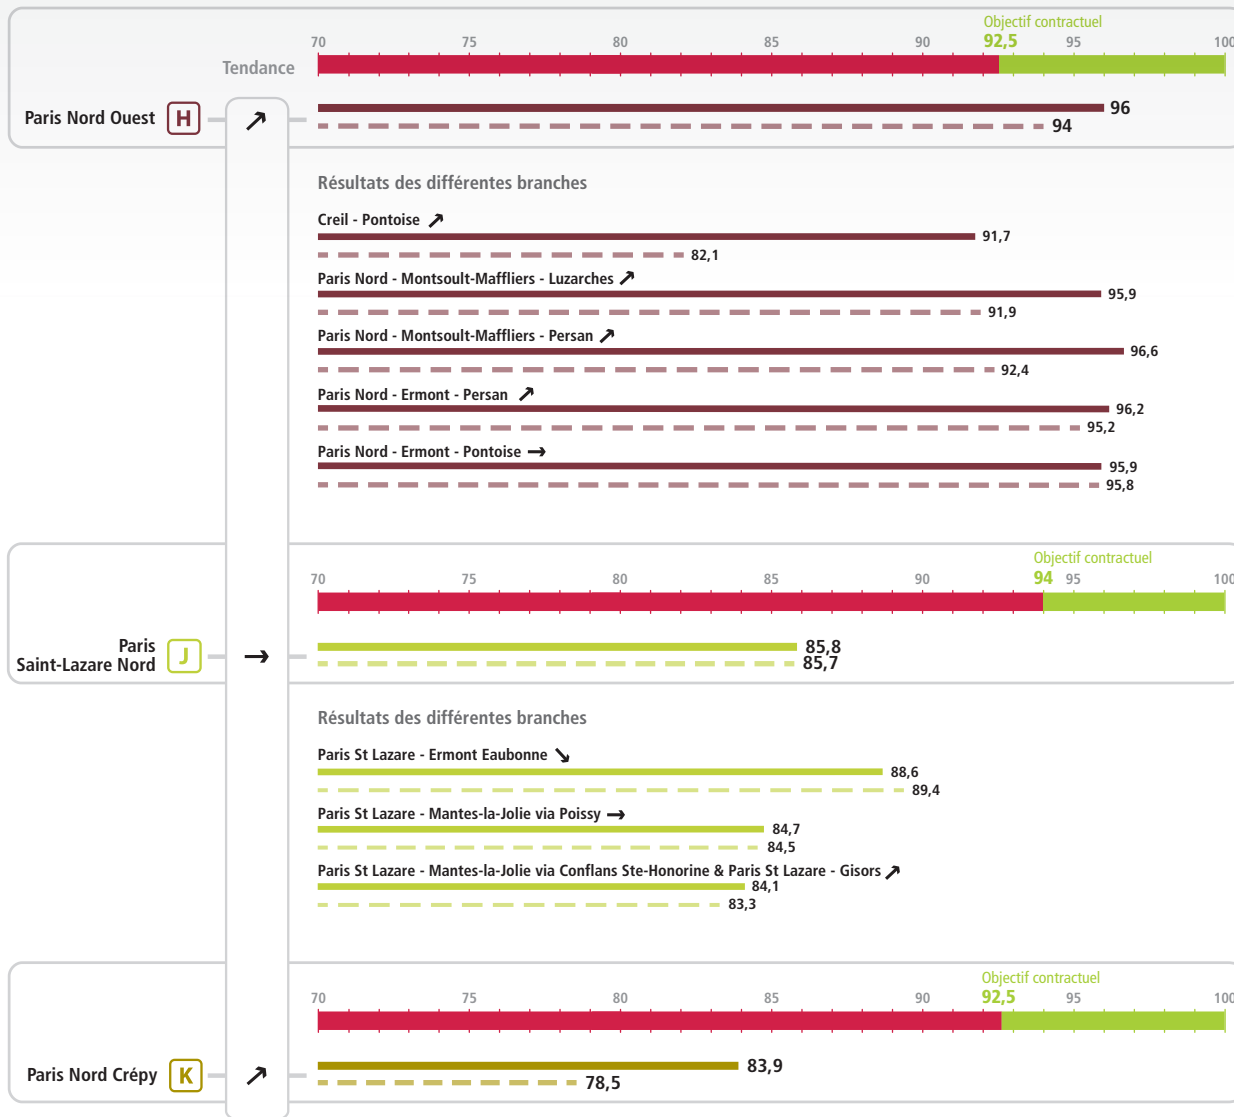 Objectif contractuel
70 75 80 85 90 92,5 95 100
Tendance
Paris Nord Ouest H
96
94
Résultats des différentes branches
Creil - Pontoise
91,7
82,1
Paris Nord - Montsoult-Maffliers - Luzarches
95,9
91,9
Paris Nord - Montsoult-Maffliers - Persan
96,6
92,4
Paris Nord - Ermont - Persan
96,2
95,2
Paris Nord - Ermont - Pontoise
95,9
95,8
Objectif contractuel
70 75 80 85 90 94 95 100
Paris
Saint-Lazare Nord
J
85,8
85,7
Résultats des différentes branches
Paris St Lazare - Ermont Eaubonne
88,6
89,4
Paris St Lazare - Mantes-la-Jolie via Poissy
84,7
84,5
Paris St Lazare - Mantes-la-Jolie via Conflans Ste-Honorine & Paris St Lazare - Gisors
84,1
83,3
Objectif contractuel
70 75 80 85 90 92,5 95 100
Paris Nord Crépy K
83,9
78,5